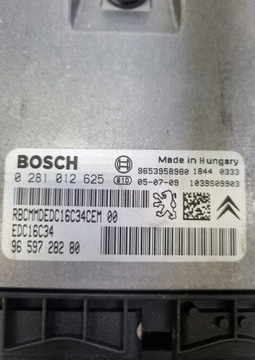 BOSCH
Made in Hungary
9653958980 1844 0333
0 281 012 625
810
05-07-09
1039S09903
RBCMMDEDC16C34CEM 00
EDC16C34
96 597 282 80